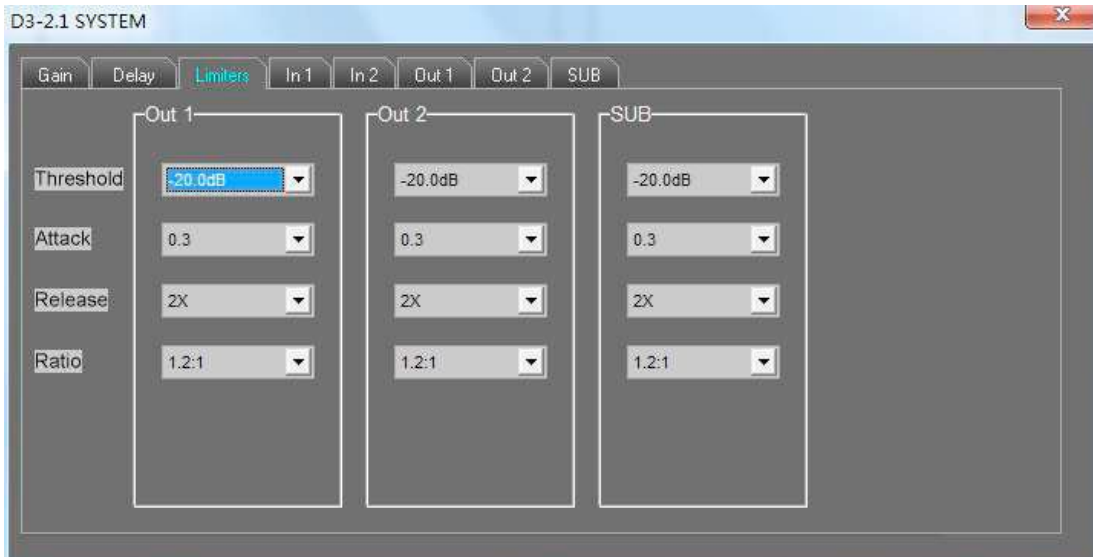 D3-2.1 SYSTEM
X
Gain Delay Limiters In 1 In 2 Out 1 Out 2 SUB
Out 1 Out 2 SUB
Threshold -20.0dB -20.0dB -20.0dB
Attack 0.3 0.3 0.3
Release 2X 2X 2X
Ratio 1.2:1 1.2:1 1.2:1